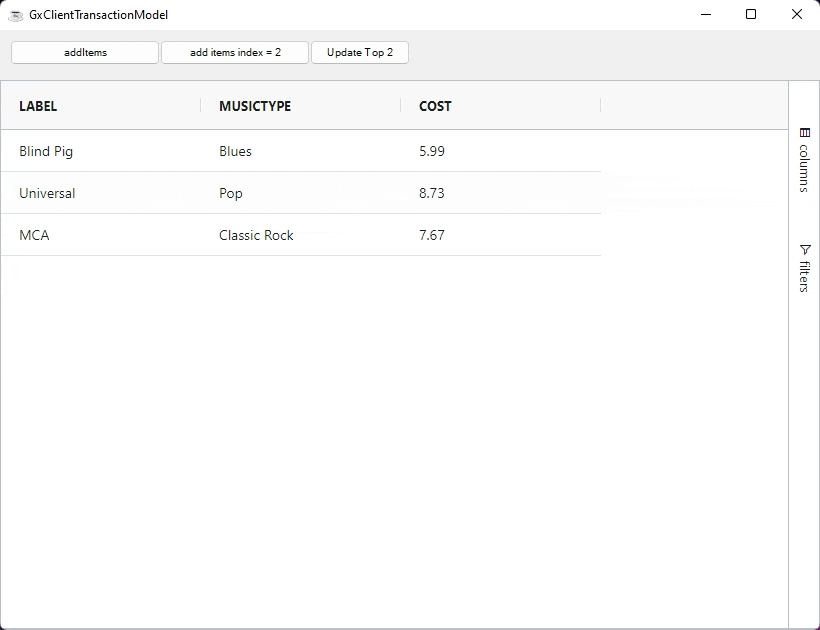 GxClientTransactionModel
addItems add items index = 2 Update Top 2
LABEL MUSICTYPE COST
Blind Pig Blues 5.99
Universal Pop 8.73
MCA Classic Rock 7.67
columns
filters